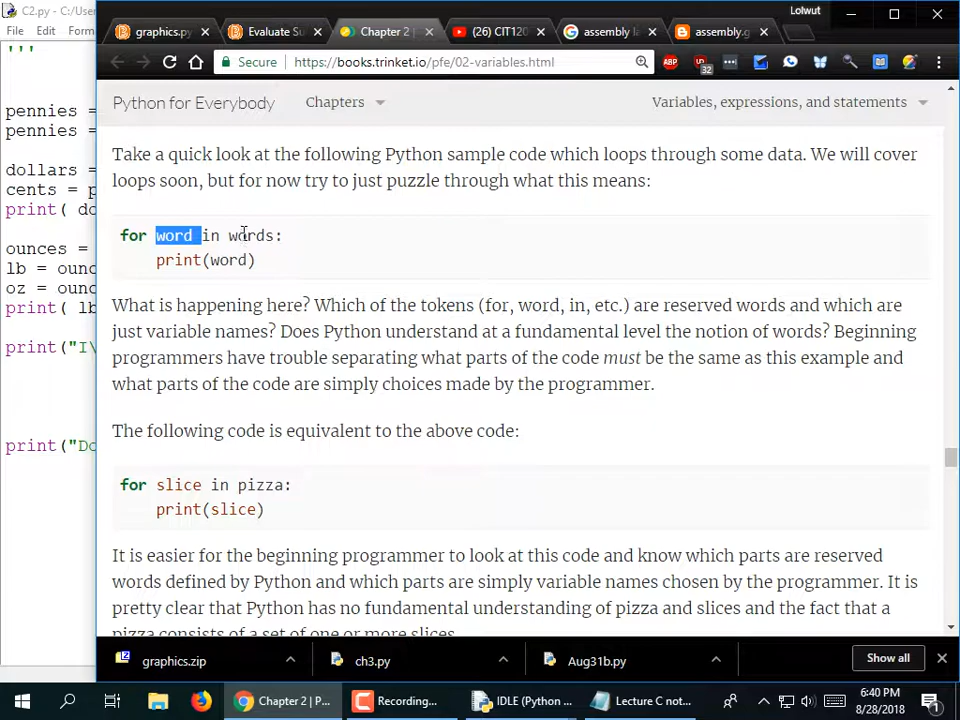 C2.py - C:/Users
File Edit Form
'''
pennies =
pennies =
dollars =
cents = p
print( do
ounces =
lb = ounc
oz = ounc
print( lb
print("I\
print("Do
Lolwut
graphics.py
Evaluate Su
Chapter 2 |
(26) CIT120
assembly la
assembly.g
Secure
https://books.trinket.io/pfe/02-variables.html
ABP
32
Python for Everybody
Chapters
Variables, expressions, and statements
Take a quick look at the following Python sample code which loops through some data. We will cover
loops soon, but for now try to just puzzle through what this means:
for word in words:
print(word)
What is happening here? Which of the tokens (for, word, in, etc.) are reserved words and which are
just variable names? Does Python understand at a fundamental level the notion of words? Beginning
programmers have trouble separating what parts of the code must be the same as this example and
what parts of the code are simply choices made by the programmer.
The following code is equivalent to the above code:
for slice in pizza:
print(slice)
It is easier for the beginning programmer to look at this code and know which parts are reserved
words defined by Python and which parts are simply variable names chosen by the programmer. It is
pretty clear that Python has no fundamental understanding of pizza and slices and the fact that a
pizza consists of a set of one or more slices.
graphics.zip
ch3.py
Aug31b.py
Show all
Chapter 2 | P...
Recording...
IDLE (Python ...
Lecture C not...
6:40 PM
8/28/2018
1